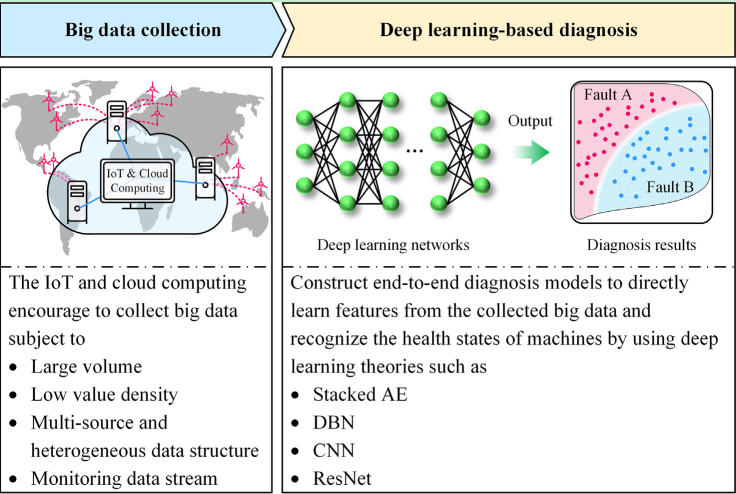 Big data collection
Deep learning-based diagnosis
IoT & Cloud
Computing
Fault A
Output
Fault B
Deep learning networks
Diagnosis results
The IoT and cloud computing
encourage to collect big data
subject to
• Large volume
• Low value density
• Multi-source and
heterogeneous data structure
• Monitoring data stream
Construct end-to-end diagnosis models to directly
learn features from the collected big data and
recognize the health states of machines by using deep
learning theories such as
• Stacked AE
• DBN
• CNN
• ResNet